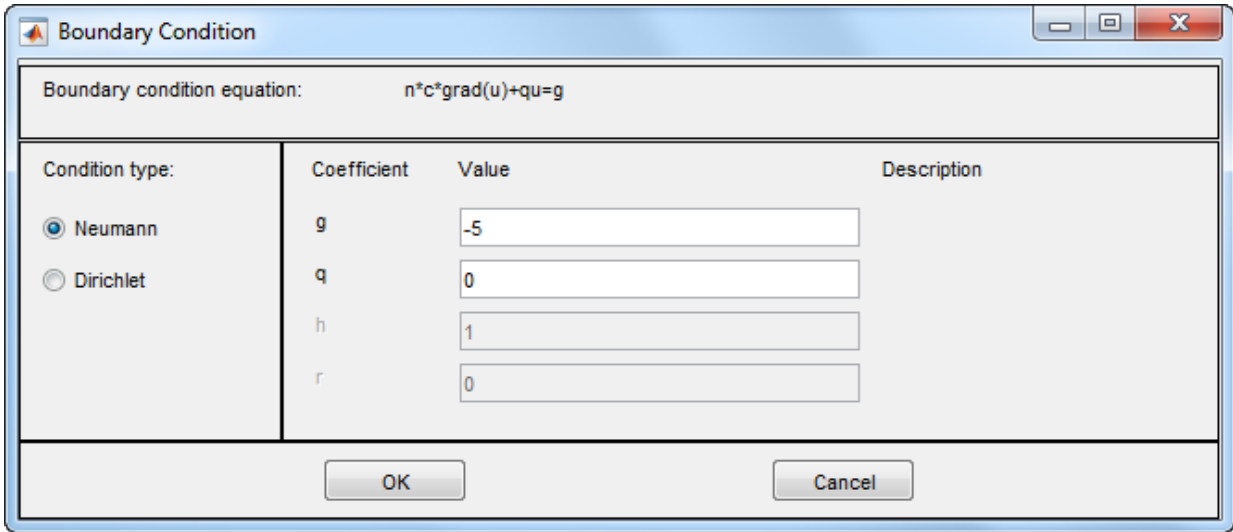 Boundary Condition
Boundary condition equation: n*c*grad(u)+qu=g
Condition type: Coefficient Value Description
Neumann g -5
Dirichlet q 0
h 1
r 0
OK Cancel